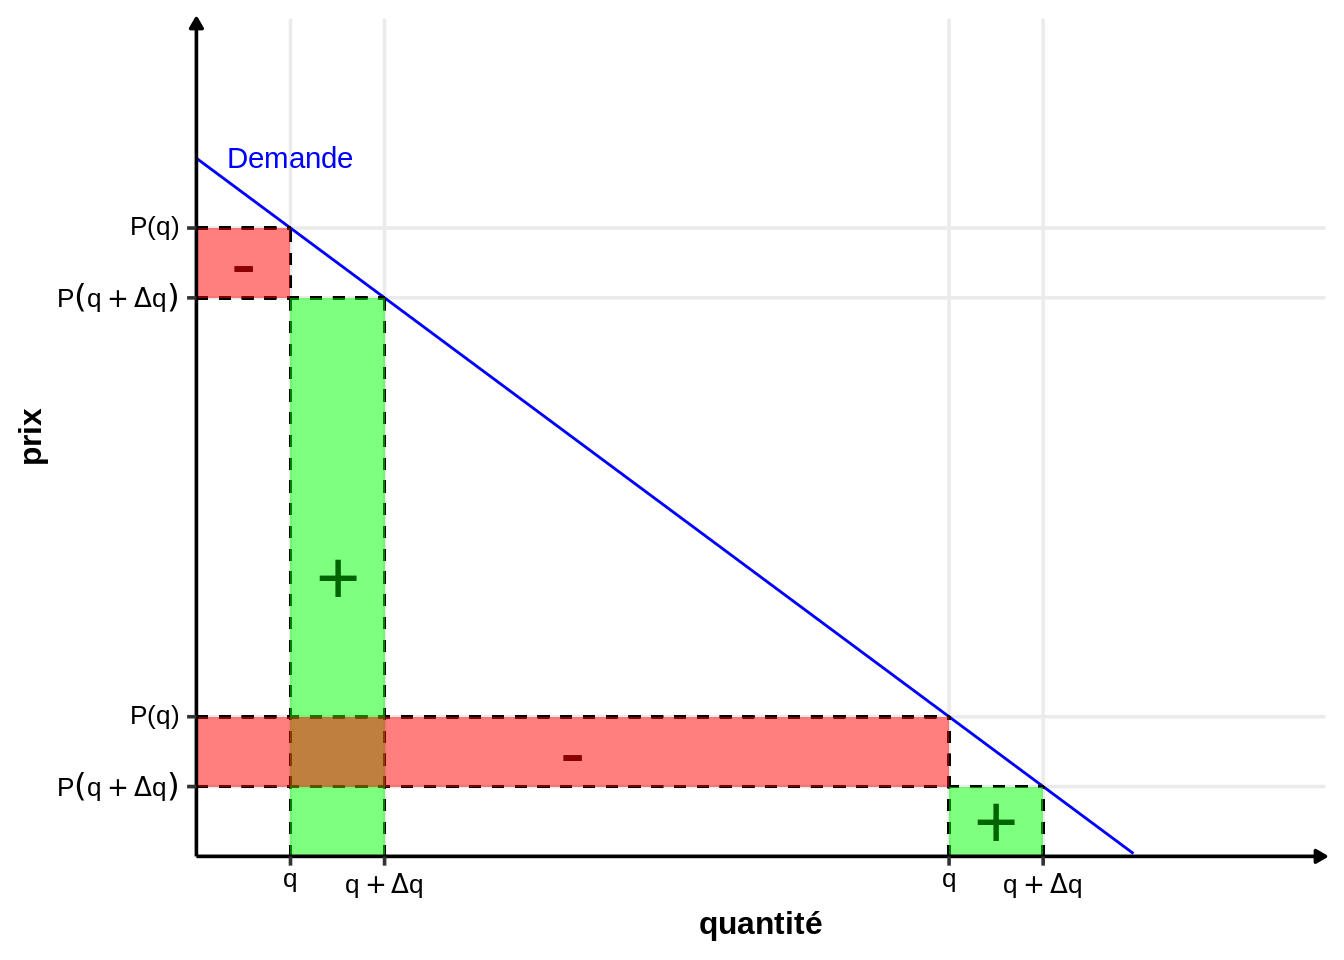 Demande
P(q)
-
P(q + Δq)
prix
+
P(q)
-
P(q + Δq)
+
q
q + Δq
q
q + Δq
quantité